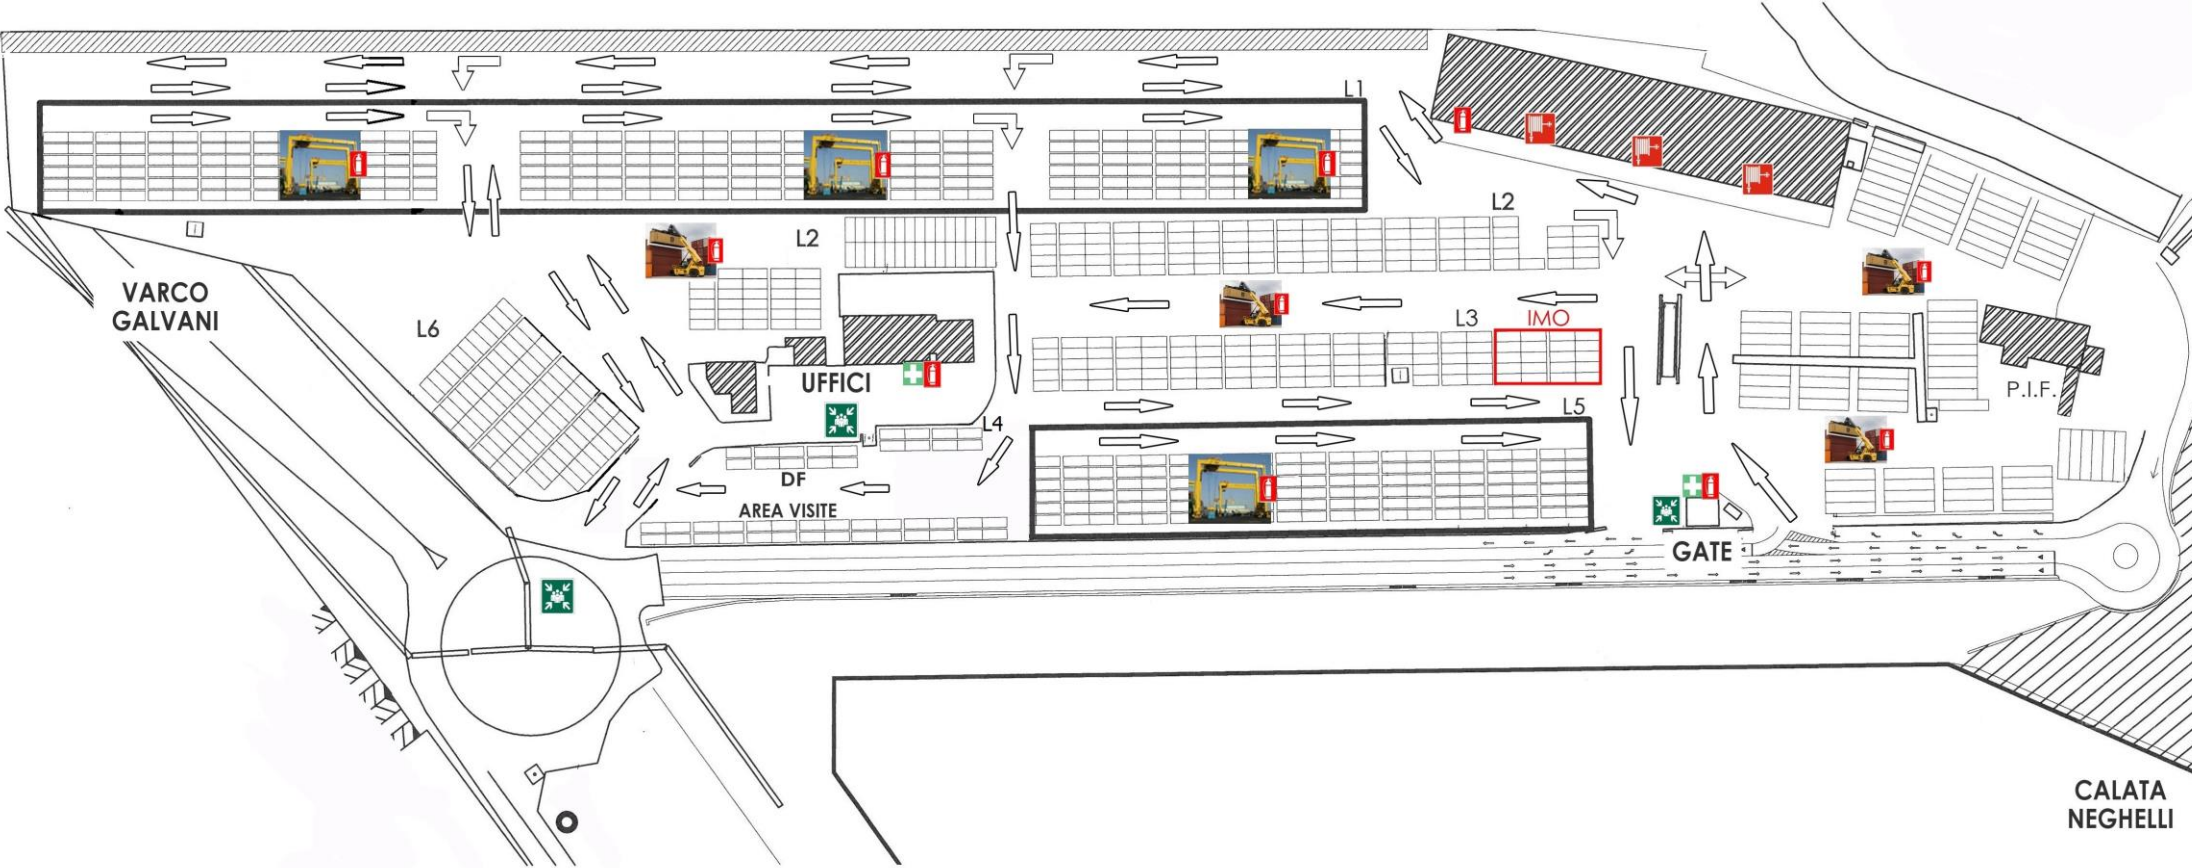 L1
L2
L2
VARCO
GALVANI
L6
L3
IMO
UFFICI
P.I.F.
L5
L4
DF
AREA VISITE
GATE
CALATA
NEGHELLI